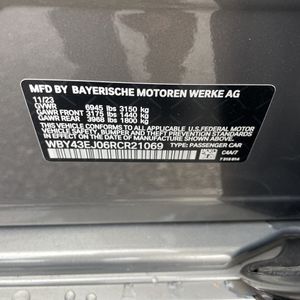 MFD BY BAYERISCHE MOTOREN WERKE AG
11/23
GVWR 6945 lbs 3150 kg
GAWR FRONT 3175 lbs 1440 kg
GAWR REAR 3968 lbs 1800 kg
THIS VEHICLE CONFORMS TO ALL APPLICABLE U.S. FEDERAL MOTOR
VEHICLE SAFETY, BUMPER AND THEFT PREVENTION STANDARDS
IN EFFECT ON THE DATE OF MANUFACTURE SHOWN ABOVE.
WBY43EJ06RCR21069 TYPE: PASSENGER CAR
C4A/7